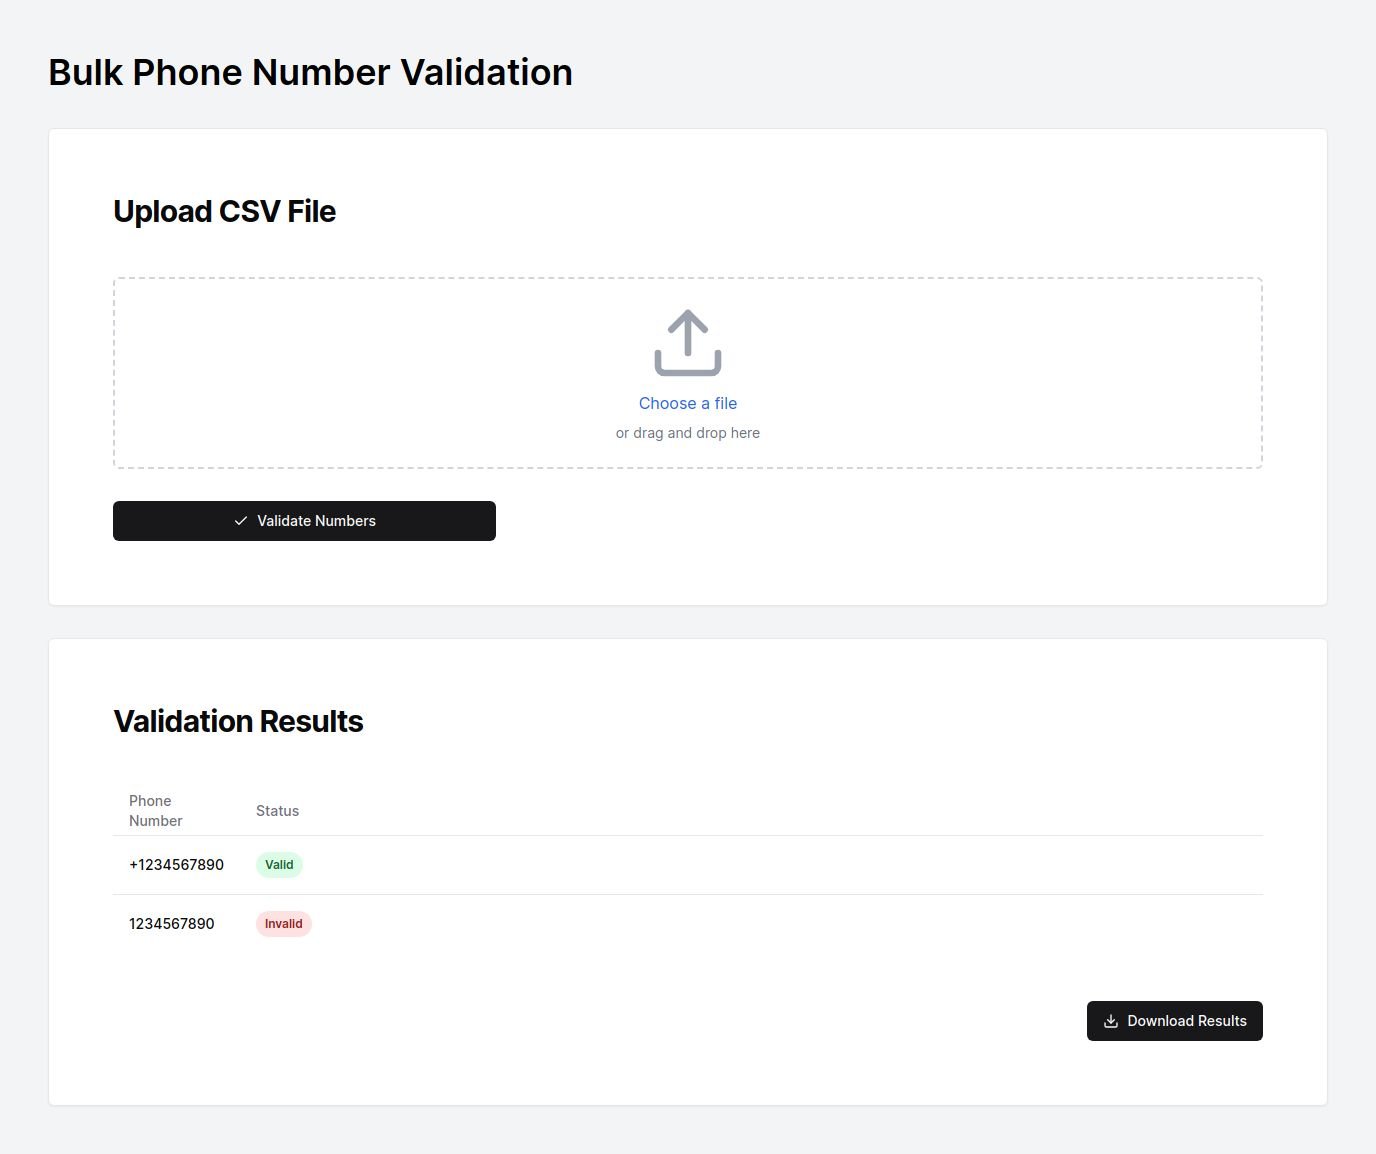 Bulk Phone Number Validation
Upload CSV File
Choose a file
or drag and drop here
Validate Numbers
Validation Results
Phone
Number
Status
+1234567890
Valid
1234567890
Invalid
Download Results